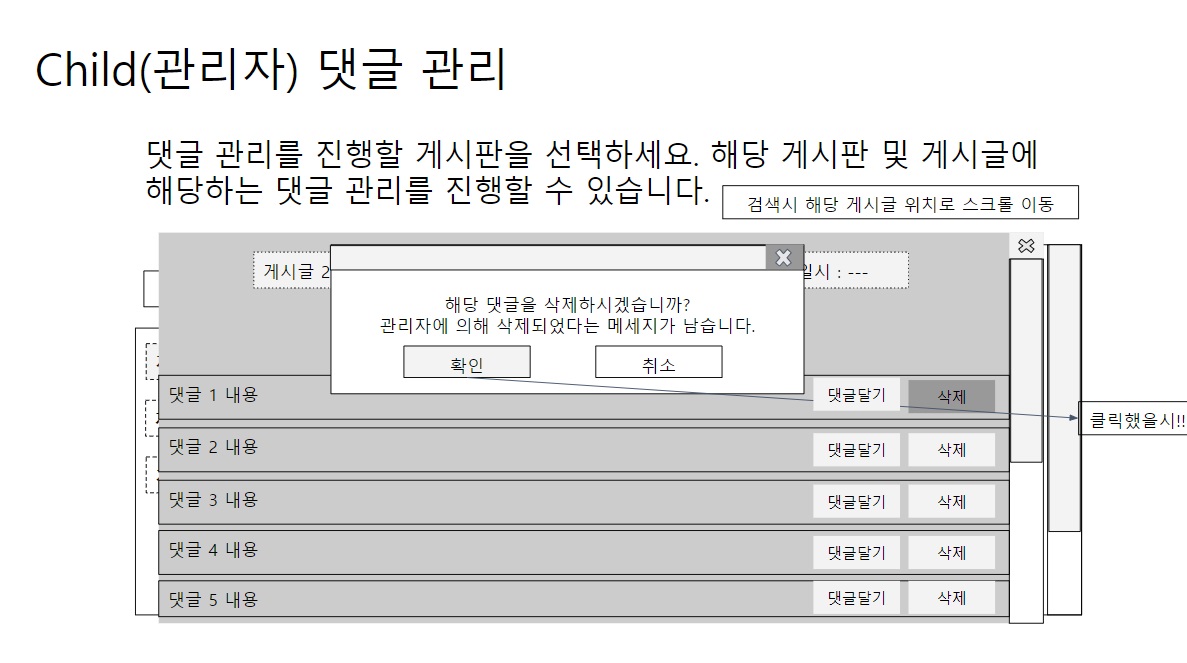 Child(관리자) 댓글 관리
댓글 관리를 진행할 게시판을 선택하세요. 해당 게시판 및 게시글에
해당하는 댓글 관리를 진행할 수 있습니다.
검색시 해당 게시글 위치로 스크롤 이동
게시글 2
일시 : ---
해당 댓글을 삭제하시겠습니까?
관리자에 의해 삭제되었다는 메세지가 남습니다.
확인 취소
댓글 1 내용 댓글달기 삭제
클릭했을시!!
댓글 2 내용 댓글달기 삭제
댓글 3 내용 댓글달기 삭제
댓글 4 내용 댓글달기 삭제
댓글 5 내용 댓글달기 삭제